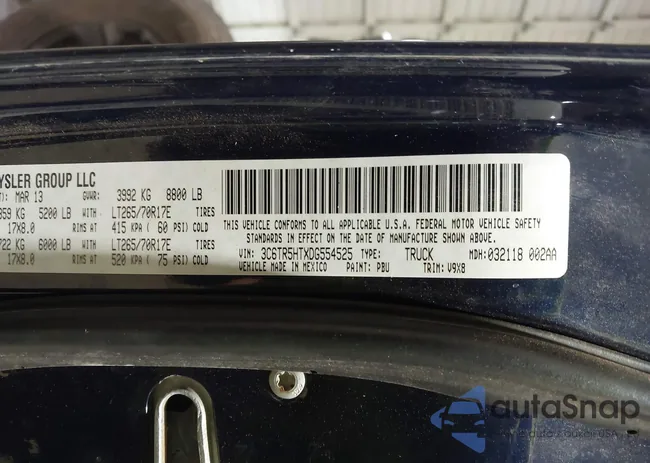 YSLER GROUP LLC
MAR 13 GVWR: 3992 KG 8800 LB
859 KG 5200 LB WITH LT265/70R17E TIRES
17X8.0 RIMS AT 415 KPA ( 60 PSI) COLD
722 KG 6000 LB WITH LT265/70R17E TIRES
17X8.0 RIMS AT 520 KPA ( 75 PSI) COLD
THIS VEHICLE CONFORMS TO ALL APPLICABLE U.S.A. FEDERAL MOTOR VEHICLE SAFETY
STANDARDS IN EFFECT ON THE DATE OF MANUFACTURE SHOWN ABOVE.
VIN: 3C6TR5HTXDG554525 TYPE: TRUCK MDH:032118 002AA
VEHICLE MADE IN MEXICO PAINT: PBU TRIM: V9X8
autaSnap